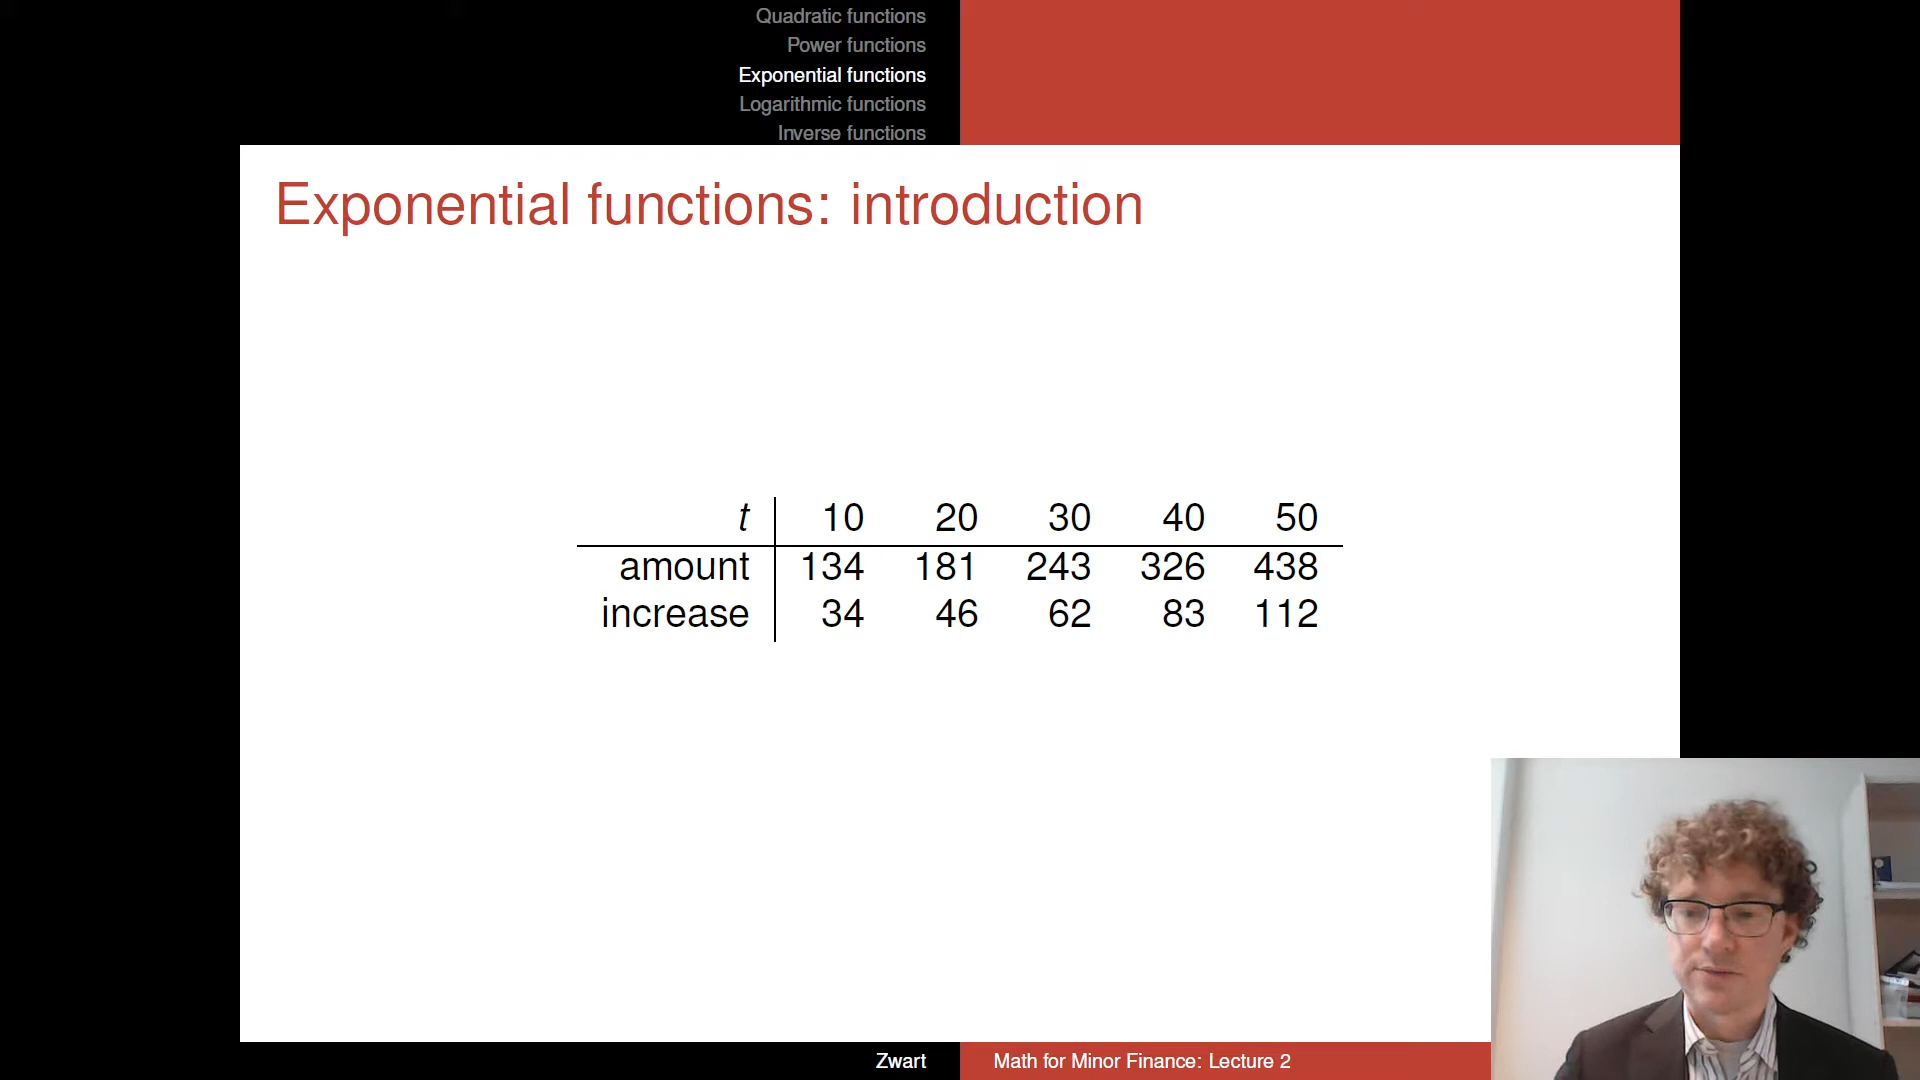 Quadratic functions
Power functions
Exponential functions
Logarithmic functions
Inverse functions
Exponential functions: introduction
t 10 20 30 40 50
amount 134 181 243 326 438
increase 34 46 62 83 112
Zwart Math for Minor Finance: Lecture 2